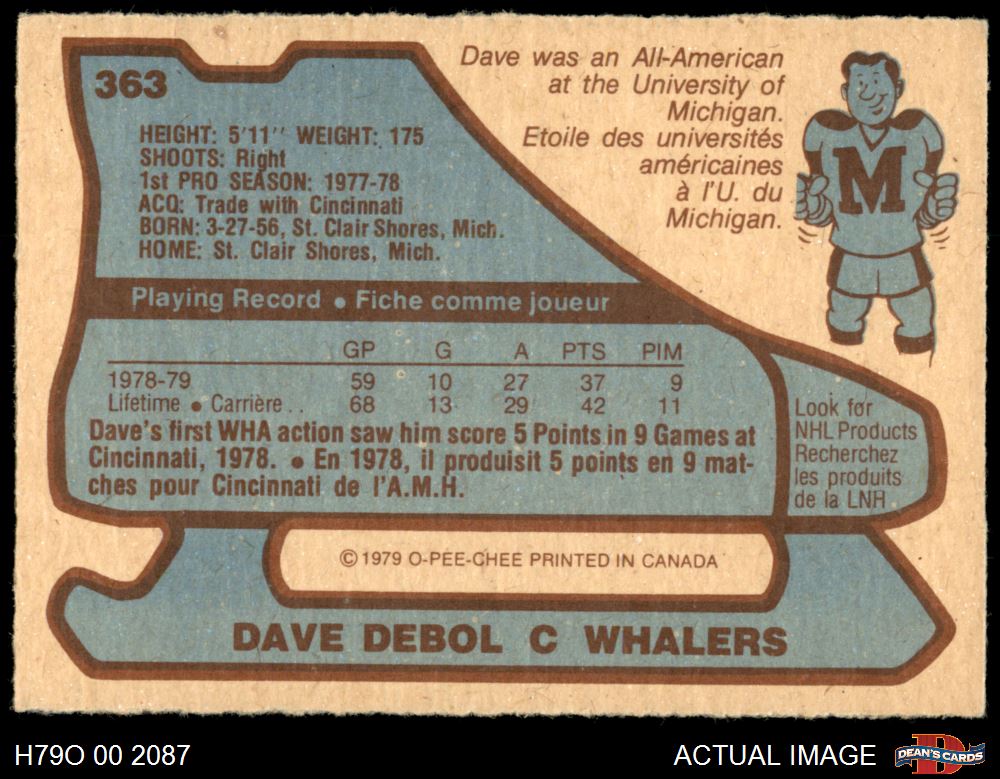 363
Dave was an All-American
at the University of
Michigan.
Etoile des universités
américaines
à l'U. du
Michigan.
M
HEIGHT: 5'11'' WEIGHT: 175
SHOOTS: Right
1st PRO SEASON: 1977-78
ACQ: Trade with Cincinnati
BORN: 3-27-56, St. Clair Shores, Mich.
HOME: St. Clair Shores, Mich.
Playing Record • Fiche comme joueur
GP G A PTS PIM
1978-79 59 10 27 37 9
Lifetime • Carrière.. 68 13 29 42 11
Dave's first WHA action saw him score 5 Points in 9 Games at
Cincinnati, 1978. • En 1978, il produisit 5 points en 9 mat-
ches pour Cincinnati de l'A.M.H.
Look for
NHL Products
Recherchez
les produits
de la LNH
© 1979 O-PEE-CHEE PRINTED IN CANADA
DAVE DEBOL C WHALERS
H79O 00 2087
ACTUAL IMAGE
D
DEAN'S CARDS